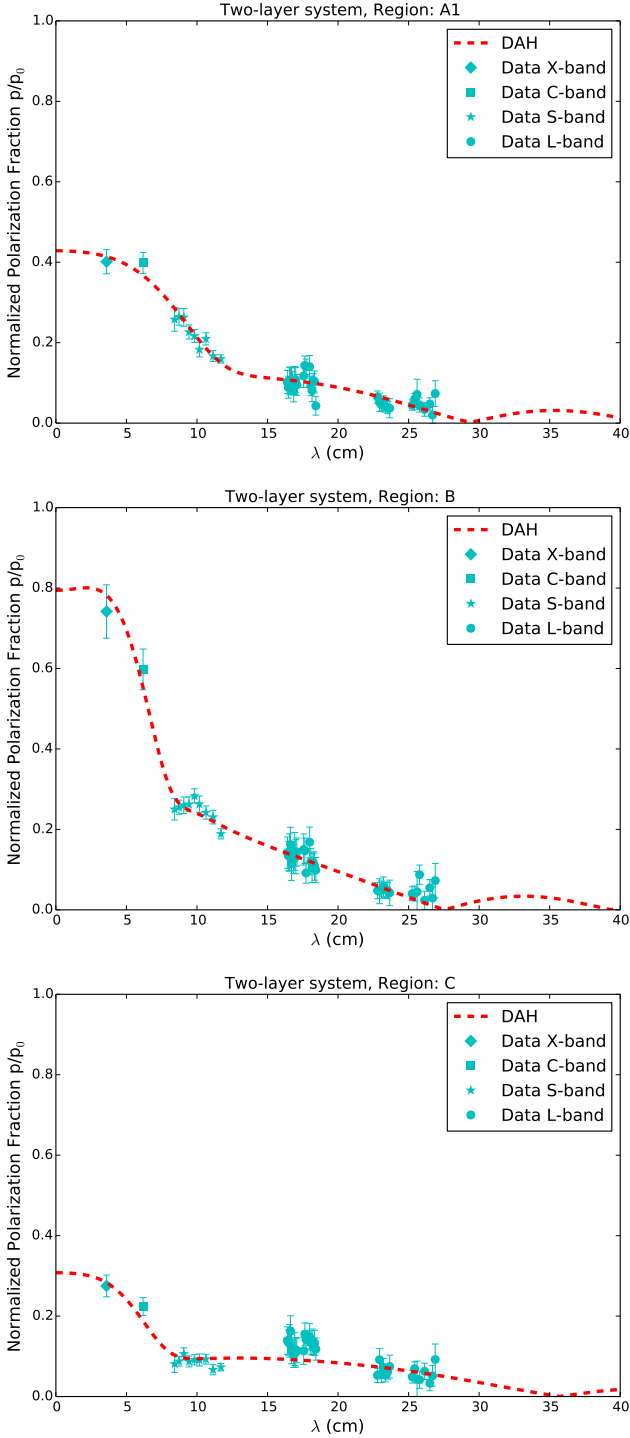 Two-layer system, Region: A1
Normalized Polarization Fraction p/p₀
1.0
0.8
0.6
0.4
0.2
0.0
DAH
Data X-band
Data C-band
Data S-band
Data L-band
0 5 10 15 20 25 30 35 40
λ (cm)
Two-layer system, Region: B
Normalized Polarization Fraction p/p₀
1.0
0.8
0.6
0.4
0.2
0.0
DAH
Data X-band
Data C-band
Data S-band
Data L-band
0 5 10 15 20 25 30 35 40
λ (cm)
Two-layer system, Region: C
Normalized Polarization Fraction p/p₀
1.0
0.8
0.6
0.4
0.2
0.0
DAH
Data X-band
Data C-band
Data S-band
Data L-band
0 5 10 15 20 25 30 35 40
λ (cm)